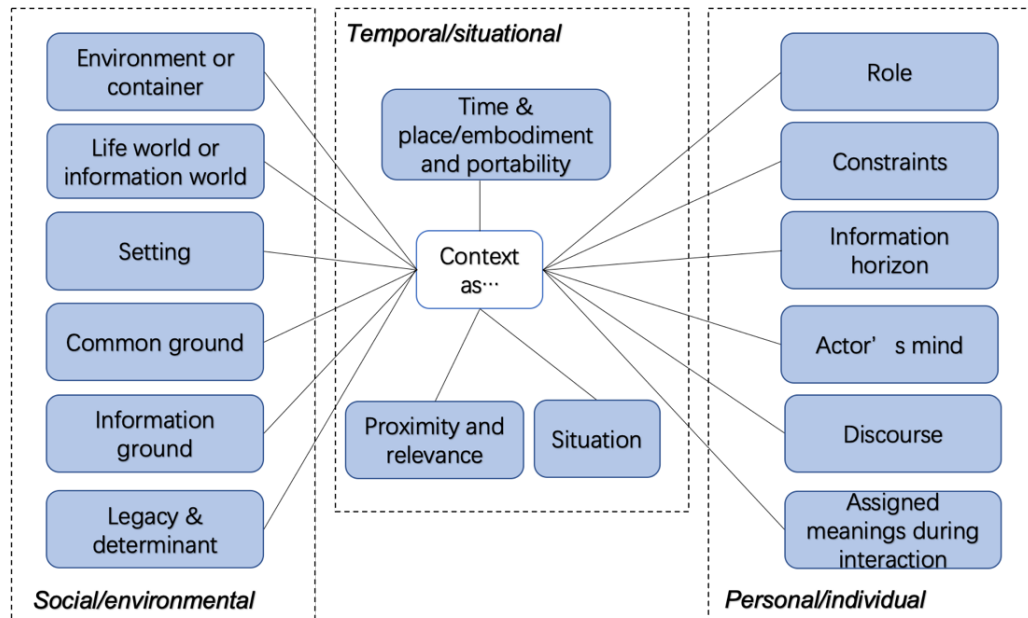 Environment or
container
Life world or
information world
Setting
Common ground
Information
ground
Legacy &
determinant
Social/environmental
Temporal/situational
Time &
place/embodiment
and portability
Context
as…
Proximity and
relevance
Situation
Role
Constraints
Information
horizon
Actor’s mind
Discourse
Assigned
meanings during
interaction
Personal/individual